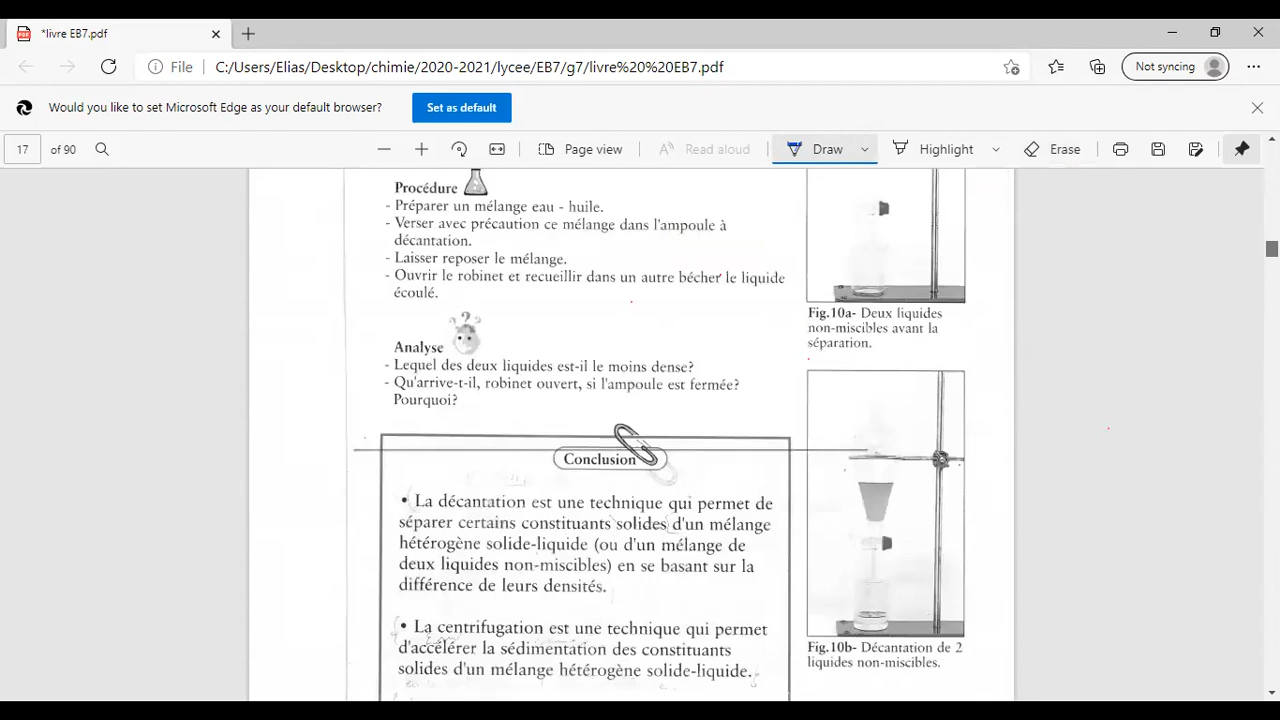 *livre EB7.pdf
File C:/Users/Elias/Desktop/chimie/2020-2021/lycee/EB7/g7/livre%20%20EB7.pdf Not syncing
Would you like to set Microsoft Edge as your default browser? Set as default
17 of 90 Page view Read aloud Draw Highlight Erase
Procédure
- Préparer un mélange eau - huile.
- Verser avec précaution ce mélange dans l'ampoule à
décantation.
- Laisser reposer le mélange.
- Ouvrir le robinet et recueillir dans un autre bécher le liquide
écoulé.
Analyse
- Lequel des deux liquides est-il le moins dense?
- Qu'arrive-t-il, robinet ouvert, si l'ampoule est fermée?
Pourquoi?
Conclusion
• La décantation est une technique qui permet de
séparer certains constituants solides d'un mélange
hétérogène solide-liquide (ou d'un mélange de
deux liquides non-miscibles) en se basant sur la
différence de leurs densités.
• La centrifugation est une technique qui permet
d'accélérer la sédimentation des constituants
solides d'un mélange hétérogène solide-liquide.
Fig.10a- Deux liquides
non-miscibles avant la
séparation.
Fig.10b- Décantation de 2
liquides non-miscibles.